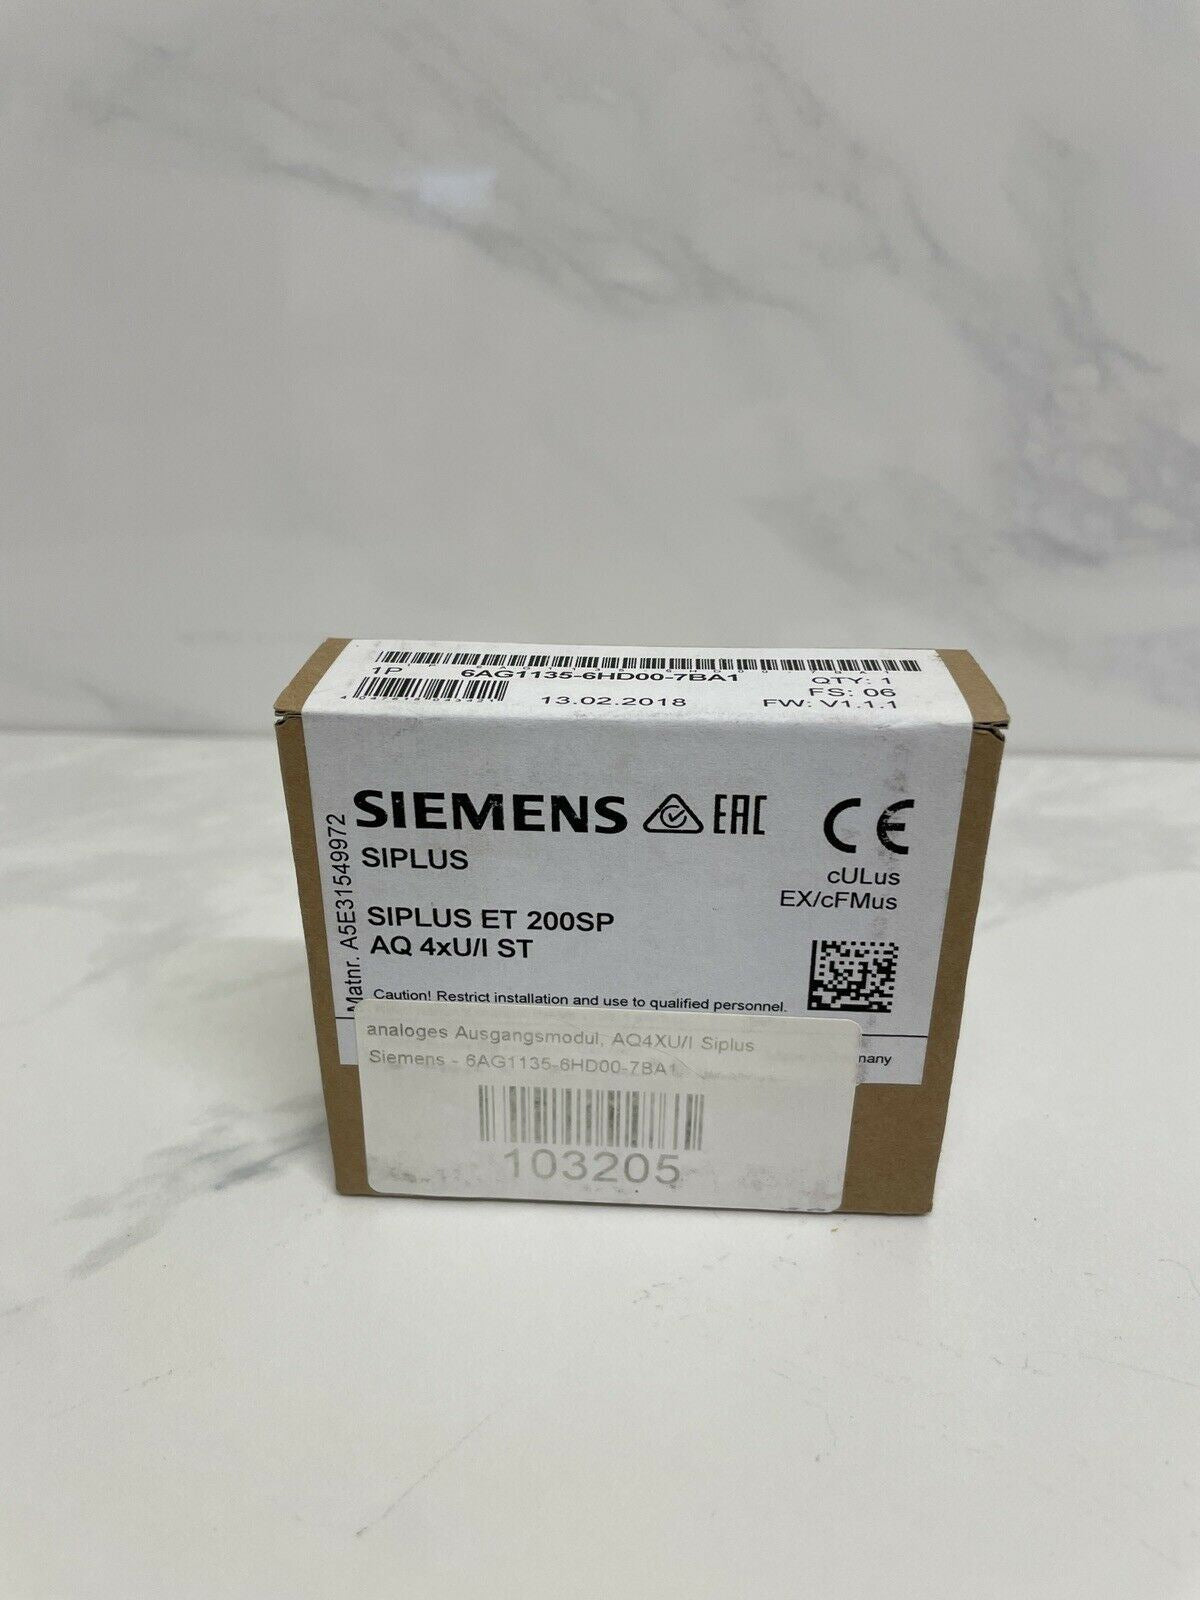 1P 6AG1135-6HD00-7BA1 QTY: 1
FS: 06
13.02.2018 FW: V1.1.1
SIEMENS EAC CE
SIPLUS
cULus
EX/cFMus
SIPLUS ET 200SP
AQ 4xU/I ST
Matnr. A5E31549972
Caution! Restrict installation and use to qualified personnel.
analoges Ausgangsmodul, AQ4XU/I Siplus
Siemens - 6AG1135-6HD00-7BA1
103205